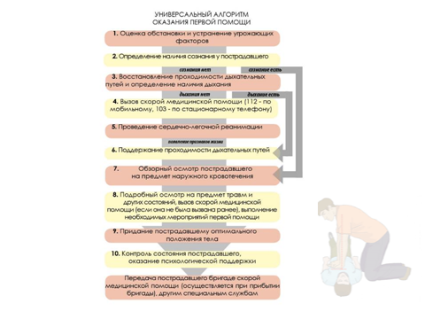 УНИВЕРСАЛЬНЫЙ АЛГОРИТМ
ОКАЗАНИЯ ПЕРВОЙ ПОМОЩИ
1. Оценка обстановки и устранение угрожающих
факторов
2. Определение наличия сознания у пострадавшего
сознания нет
сознание есть
3. Восстановление проходимости дыхательных
путей и определение наличия дыхания
дыхания нет
дыхание есть
4. Вызов скорой медицинской помощи (112 - по
мобильному, 103 - по стационарному телефону)
5. Проведение сердечно-легочной реанимации
появление признаков жизни
6. Поддержание проходимости дыхательных путей
7. Обзорный осмотр пострадавшего
на предмет наружного кровотечения
8. Подробный осмотр на предмет травм и
других состояний, вызов скорой медицинской
помощи (если она не была вызвана ранее), выполнение
необходимых мероприятий первой помощи
9. Придание пострадавшему оптимального
положения тела
10. Контроль состояния пострадавшего,
оказание психологической поддержки
Передача пострадавшего бригаде скорой
медицинской помощи (осуществляется при прибытии
бригады), другим специальным службам